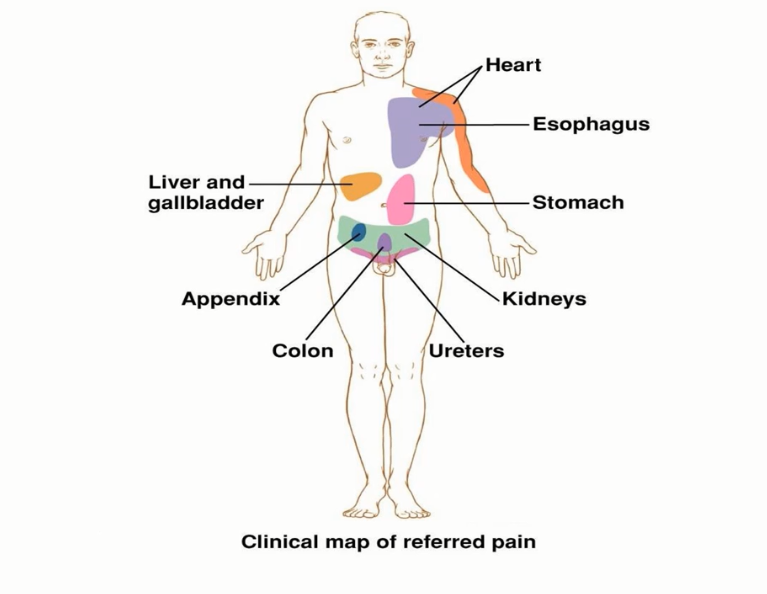 Heart
Esophagus
Liver and
gallbladder
Stomach
Appendix
Kidneys
Colon
Ureters
Clinical map of referred pain